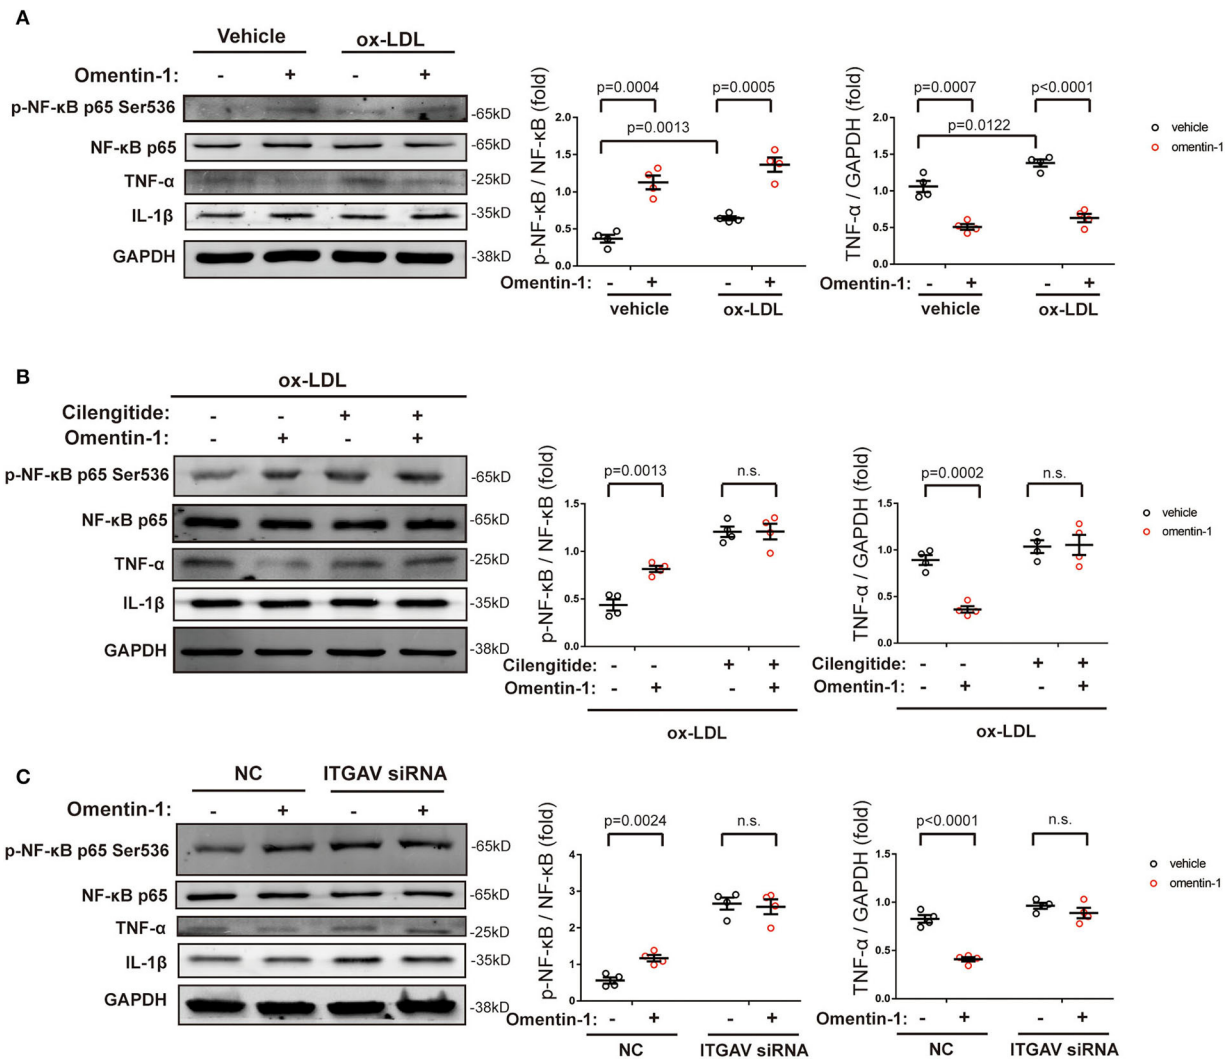 A
Vehicle ox-LDL
Omentin-1: - + - +
p-NF-κB p65 Ser536 -65kD
NF-κB p65 -65kD
TNF-α -25kD
IL-1β -35kD
GAPDH -38kD
p-NF-κB / NF-κB (fold)
p=0.0004 p=0.0005
p=0.0013
2.0
1.5
1.0
0.5
0.0
Omentin-1: - + - +
vehicle ox-LDL
TNF-α / GAPDH (fold)
p=0.0007 p<0.0001
p=0.0122
2.0
1.5
1.0
0.5
0.0
Omentin-1: - + - +
vehicle ox-LDL
vehicle
omentin-1
B
ox-LDL
Cilengitide: - - + +
Omentin-1: - + - +
p-NF-κB p65 Ser536 -65kD
NF-κB p65 -65kD
TNF-α -25kD
IL-1β -35kD
GAPDH -38kD
p-NF-κB / NF-κB (fold)
p=0.0013 n.s.
1.5
1.0
0.5
0.0
Cilengitide: - - + +
Omentin-1: - + - +
ox-LDL
TNF-α / GAPDH (fold)
p=0.0002 n.s.
1.5
1.0
0.5
0.0
Cilengitide: - - + +
Omentin-1: - + - +
ox-LDL
vehicle
omentin-1
C
NC ITGAV siRNA
Omentin-1: - + - +
p-NF-κB p65 Ser536 -65kD
NF-κB p65 -65kD
TNF-α -25kD
IL-1β -35kD
GAPDH -38kD
p-NF-κB / NF-κB (fold)
p=0.0024 n.s.
4
3
2
1
0
Omentin-1: - + - +
NC ITGAV siRNA
TNF-α / GAPDH (fold)
p<0.0001 n.s.
1.5
1.0
0.5
0.0
Omentin-1: - + - +
NC ITGAV siRNA
vehicle
omentin-1